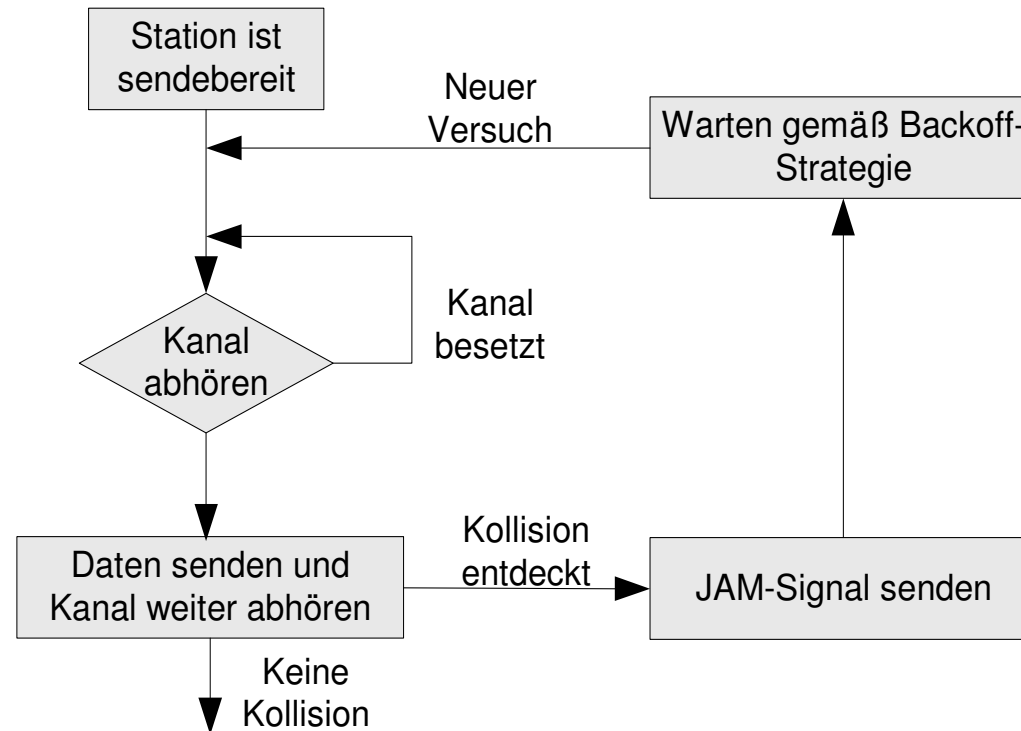 Station ist
sendebereit
Neuer
Versuch
Warten gemäß Backoff-
Strategie
Kanal
besetzt
Kanal
abhören
Kollision
entdeckt
Daten senden und
Kanal weiter abhören
JAM-Signal senden
Keine
Kollision